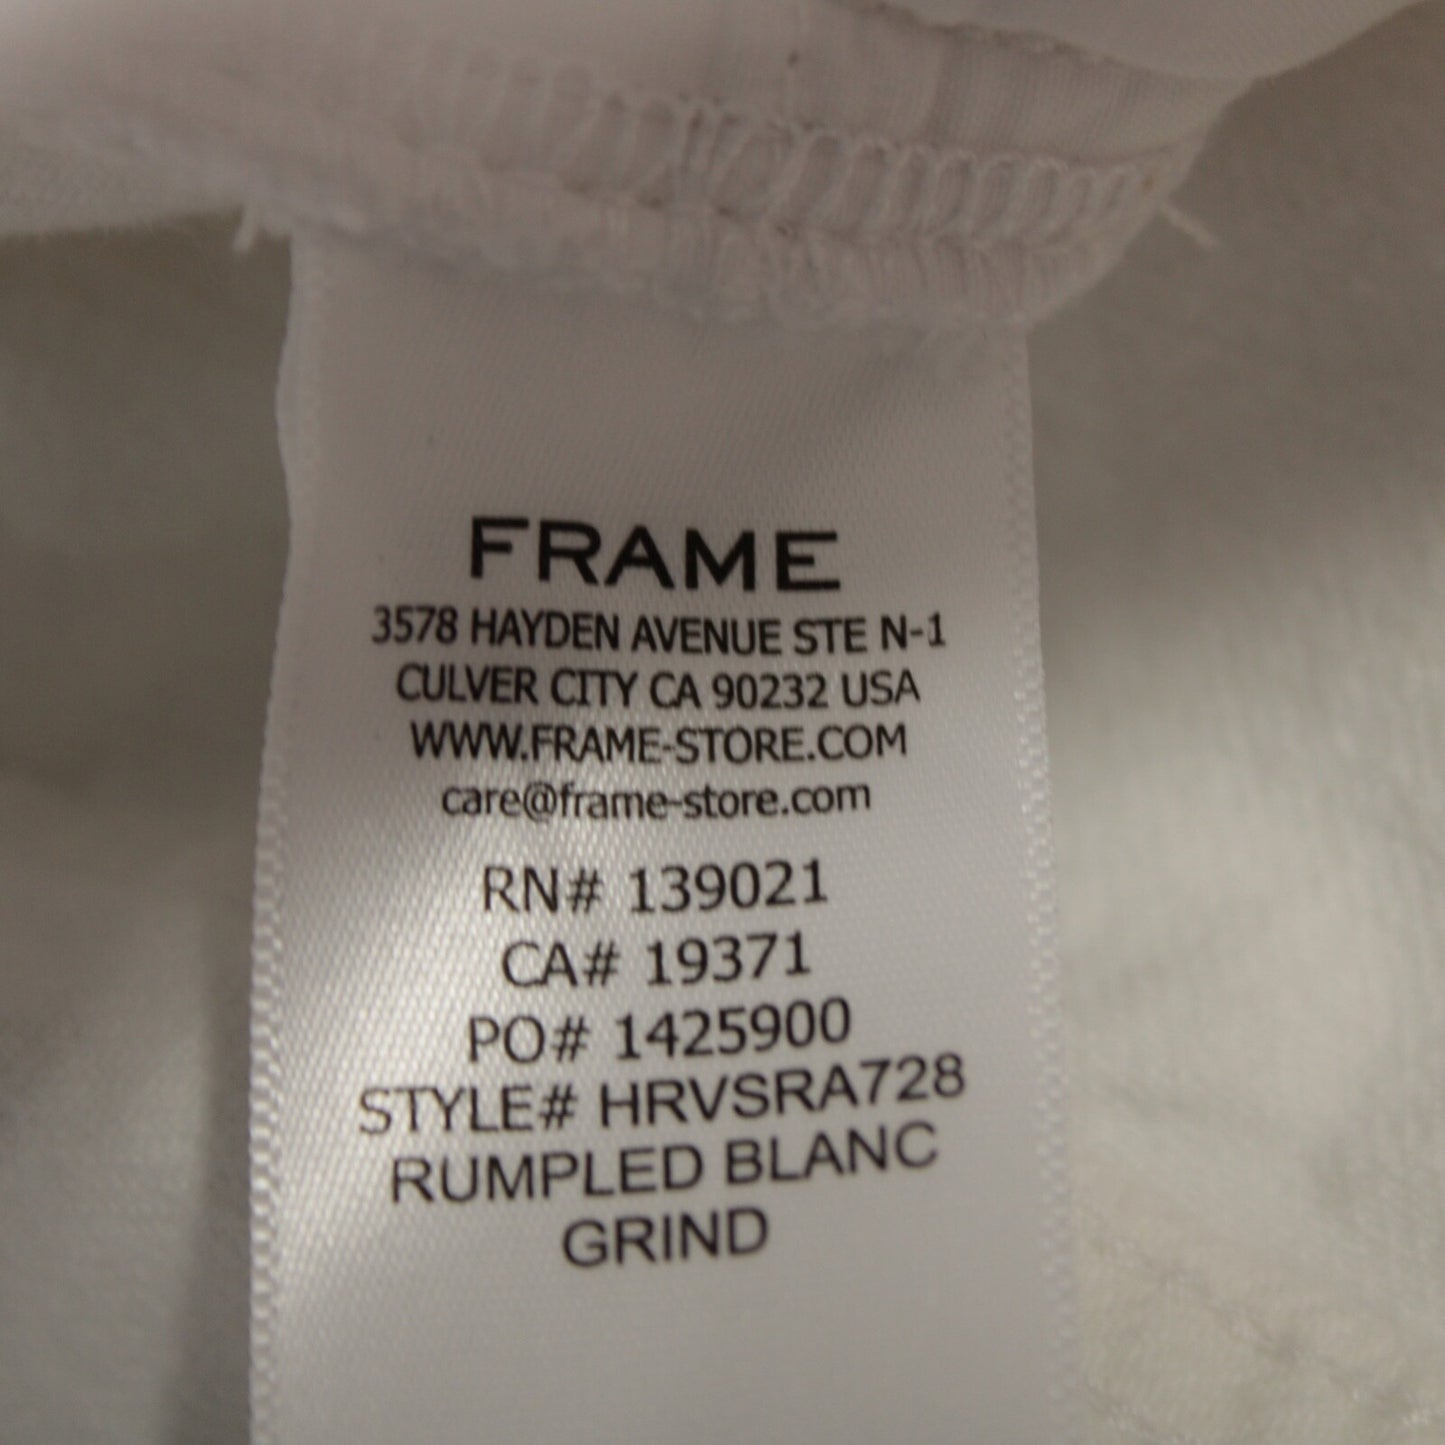 FRAME
3578 HAYDEN AVENUE STE N-1
CULVER CITY CA 90232 USA
WWW.FRAME-STORE.COM
care@frame-store.com
RN# 139021
CA# 19371
PO# 1425900
STYLE# HRVSRA728
RUMPLED BLANC
GRIND